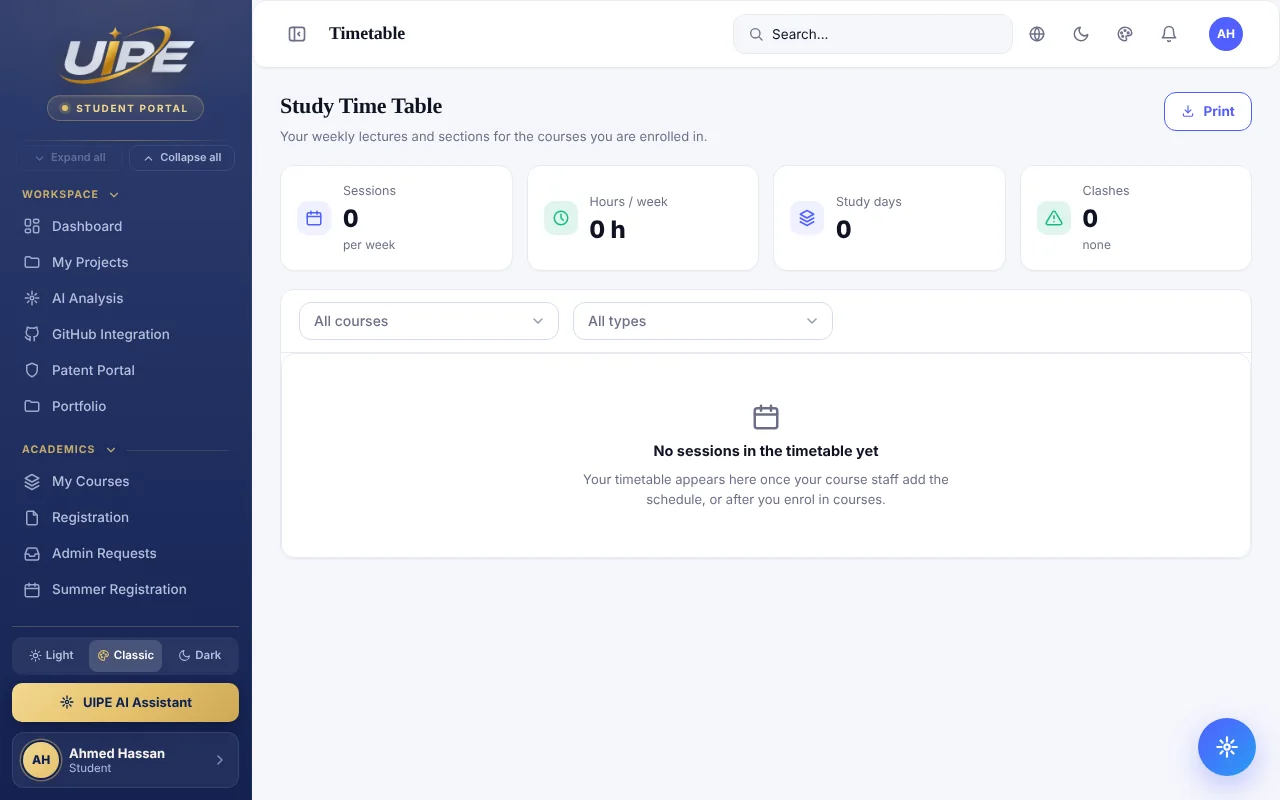 UIPE
STUDENT PORTAL
Expand all
Collapse all
WORKSPACE
Dashboard
My Projects
AI Analysis
GitHub Integration
Patent Portal
Portfolio
ACADEMICS
My Courses
Registration
Admin Requests
Summer Registration
Light
Classic
Dark
UIPE AI Assistant
AH
Ahmed Hassan
Student
Timetable
Search...
AH
Study Time Table
Your weekly lectures and sections for the courses you are enrolled in.
Print
Sessions
0
per week
Hours / week
0 h
Study days
0
Clashes
0
none
All courses
All types
No sessions in the timetable yet
Your timetable appears here once your course staff add the
schedule, or after you enrol in courses.